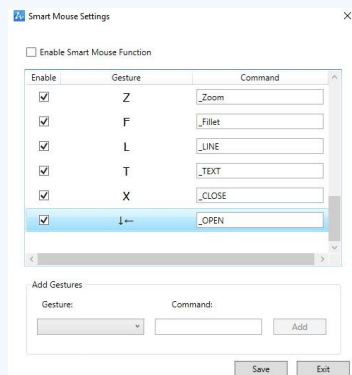 Smart Mouse Settings
Enable Smart Mouse Function
Enable Gesture Command
Z _Zoom
F _Fillet
L _LINE
T _TEXT
X _CLOSE
↓← _OPEN
Add Gestures
Gesture: Command:
Add
Save Exit